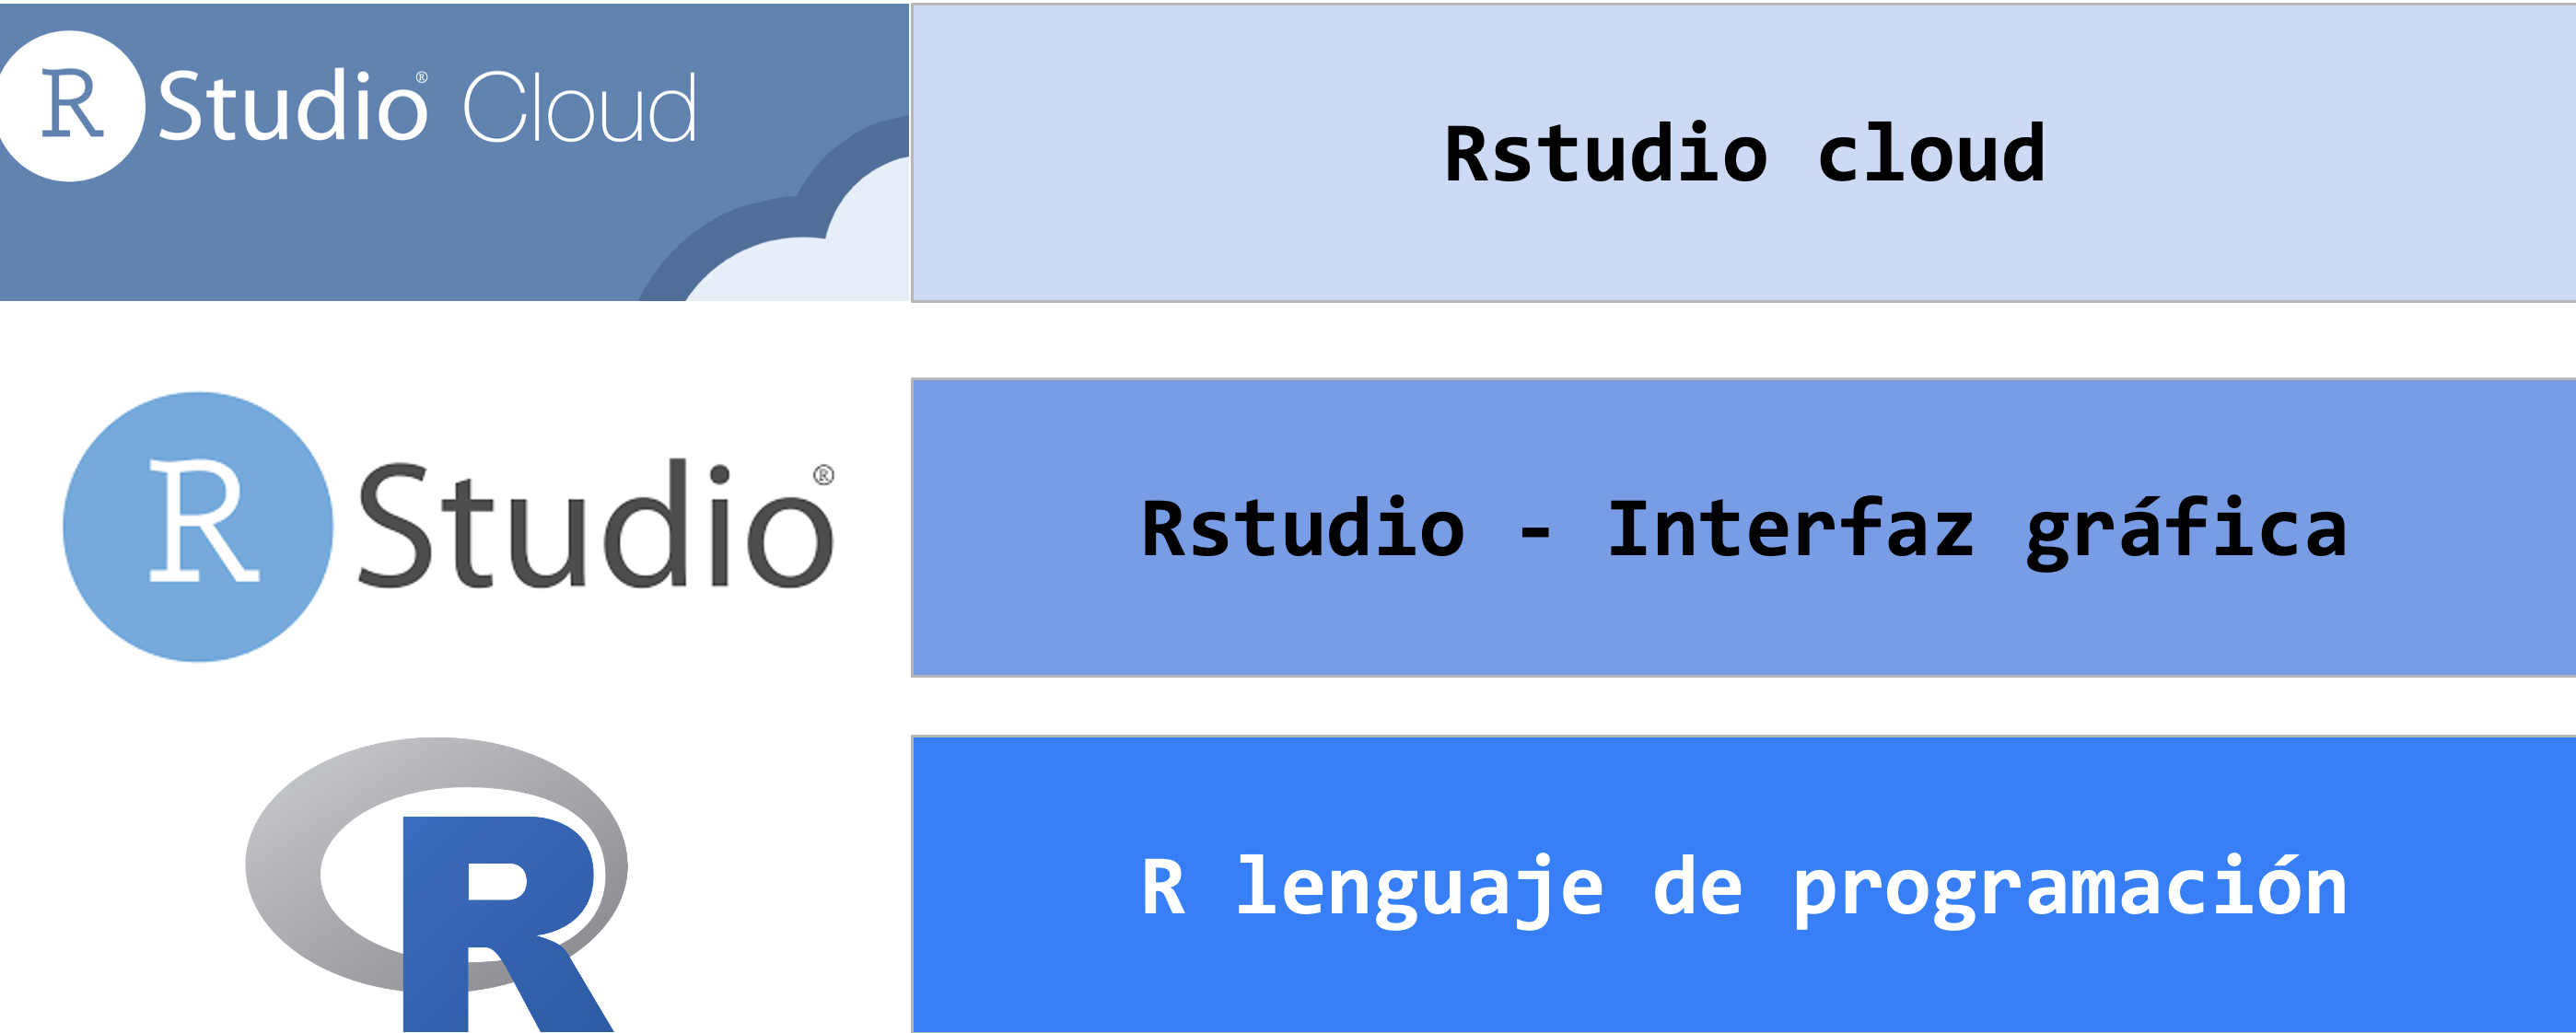 R Studio® Cloud
Rstudio cloud
R Studio®
Rstudio - Interfaz gráfica
R
R lenguaje de programación